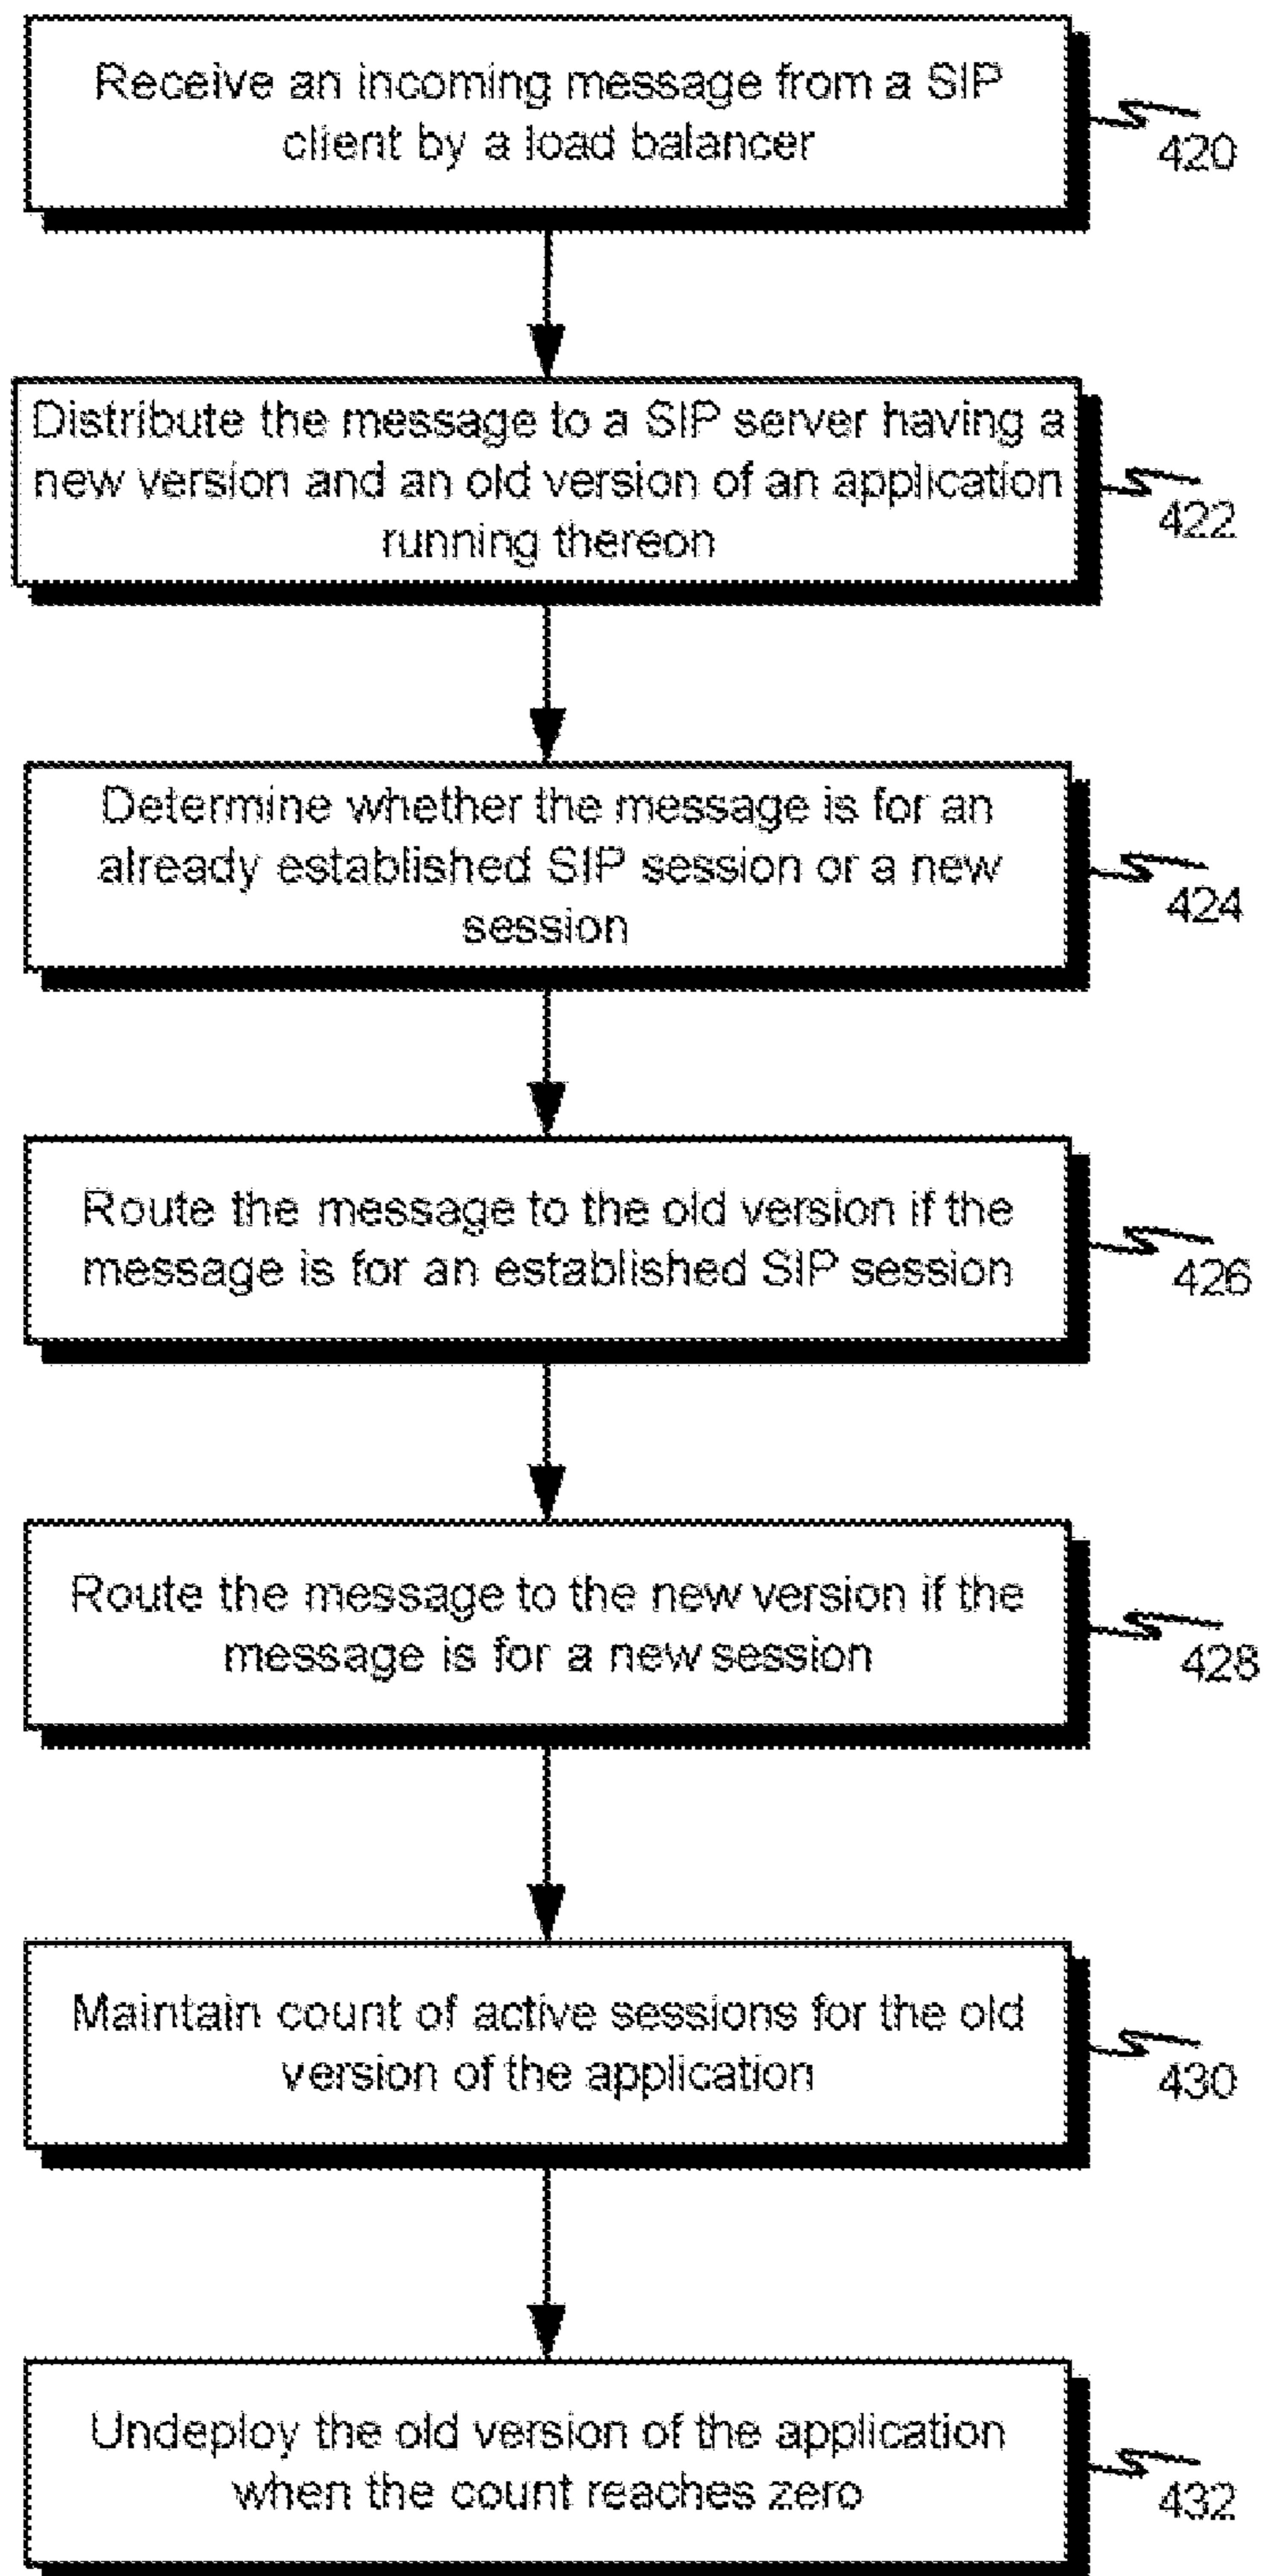 Receive an incoming message from a SIP
client by a load balancer
420
Distribute the message to a SIP server having a
new version and an old version of an application
running thereon
422
Determine whether the message is for an
already established SIP session or a new
session
424
Route the message to the old version if the
message is for an established SIP session
426
Route the message to the new version if the
message is for a new session
428
Maintain count of active sessions for the old
version of the application
430
Undeploy the old version of the application
when the count reaches zero
432